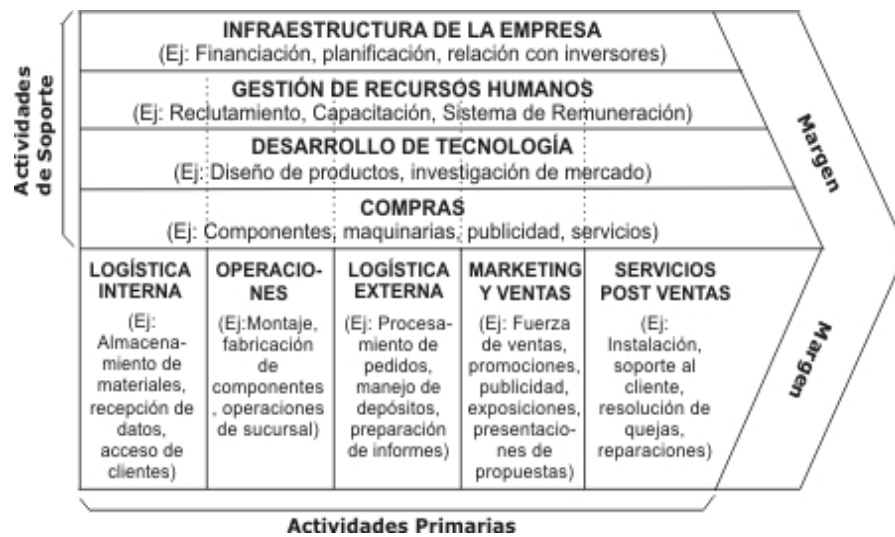 Actividades
de Soporte
INFRAESTRUCTURA DE LA EMPRESA
(Ej: Financiación, planificación, relación con inversores)
GESTIÓN DE RECURSOS HUMANOS
(Ej: Reclutamiento, Capacitación, Sistema de Remuneración)
DESARROLLO DE TECNOLOGÍA
(Ej: Diseño de productos, investigación de mercado)
COMPRAS
(Ej: Componentes, maquinarias, publicidad, servicios)
Margen
LOGÍSTICA
INTERNA
(Ej:
Almacena-
miento de
materiales,
recepción de
datos,
acceso de
clientes)
OPERACIO-
NES
(Ej:Montaje,
fabricación
de
componentes
, operaciones
de sucursal)
LOGÍSTICA
EXTERNA
(Ej: Procesa-
miento de
pedidos,
manejo de
depósitos,
preparación
de informes)
MARKETING
Y VENTAS
(Ej: Fuerza
de ventas,
promociones,
publicidad,
exposiciones,
presentacio-
nes de
propuestas)
SERVICIOS
POST VENTAS
(Ej:
Instalación,
soporte al
cliente,
resolución de
quejas,
reparaciones)
Margen
Actividades Primarias